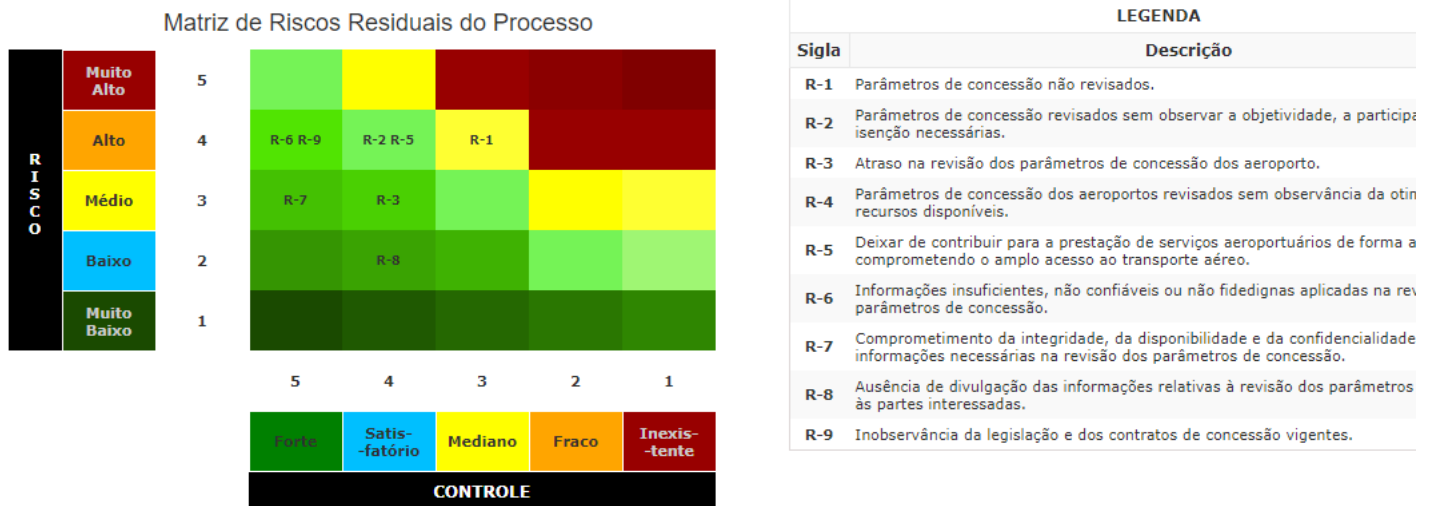 Matriz de Riscos Residuais do Processo
RISCO
Muito
Alto
5
Alto
4
R-6 R-9
R-2 R-5
R-1
Médio
3
R-7
R-3
Baixo
2
R-8
Muito
Baixo
1
5 4 3 2 1
Forte
Satis-
-fatório
Mediano
Fraco
Inexis-
-tente
CONTROLE
LEGENDA
Sigla Descrição
R-1 Parâmetros de concessão não revisados.
R-2 Parâmetros de concessão revisados sem observar a objetividade, a participa
isenção necessárias.
R-3 Atraso na revisão dos parâmetros de concessão dos aeroporto.
R-4 Parâmetros de concessão dos aeroportos revisados sem observância da otin
recursos disponíveis.
R-5 Deixar de contribuir para a prestação de serviços aeroportuários de forma a
comprometendo o amplo acesso ao transporte aéreo.
R-6 Informações insuficientes, não confiáveis ou não fidedignas aplicadas na rev
parâmetros de concessão.
R-7 Comprometimento da integridade, da disponibilidade e da confidencialidade
informações necessárias na revisão dos parâmetros de concessão.
R-8 Ausência de divulgação das informações relativas à revisão dos parâmetros
às partes interessadas.
R-9 Inobservância da legislação e dos contratos de concessão vigentes.